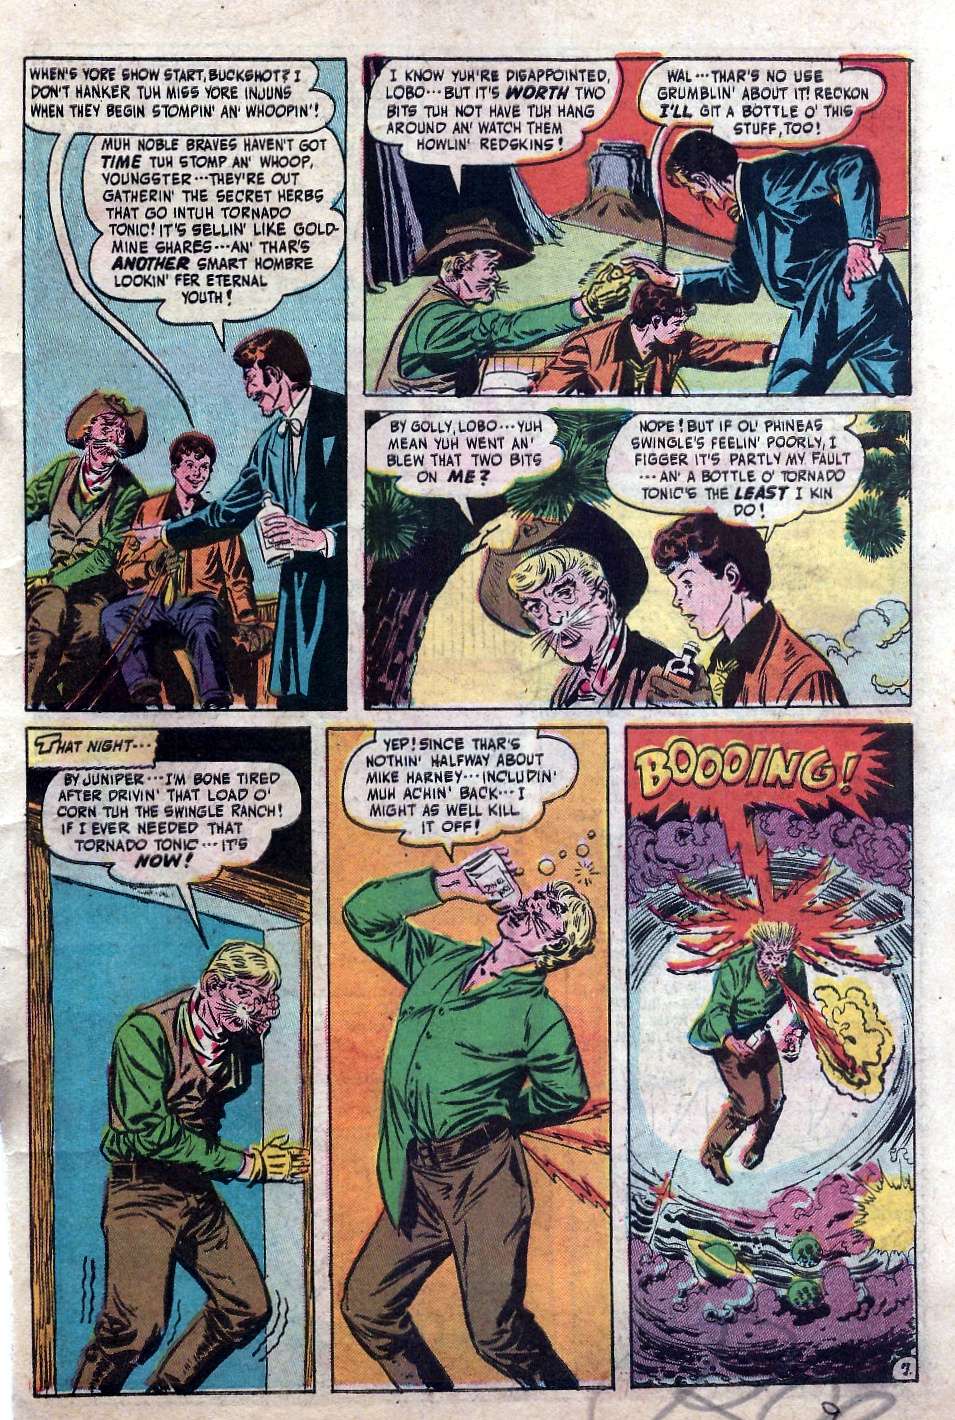 WHEN'S YORE SHOW START, BUCKSHOT? I
DON'T HANKER TUH MISS YORE INJUNS
WHEN THEY BEGIN STOMPIN' AN' WHOOPIN'!
MUH NOBLE BRAVES HAVEN'T GOT
TIME TUH STOMP AN' WHOOP,
YOUNGSTER---THEY'RE OUT
GATHERIN' THE SECRET HERBS
THAT GO INTUH TORNADO
TONIC! IT'S SELLIN' LIKE GOLD-
MINE SHARES---AN' THAR'S
ANOTHER SMART HOMBRE
LOOKIN' FER ETERNAL
YOUTH!
I KNOW YUH'RE DISAPPOINTED,
LOBO---BUT IT'S WORTH TWO
BITS TUH NOT HAVE TUH HANG
AROUND AN' WATCH THEM
HOWLIN' REDSKINS!
WAL---THAR'S NO USE
GRUMBLIN' ABOUT IT! RECKON
I'LL GIT A BOTTLE O' THIS
STUFF, TOO!
BY GOLLY, LOBO---YUH
MEAN YUH WENT AN'
BLEW THAT TWO BITS
ON ME?
NOPE! BUT IF OL' PHINEAS
SWINGLE'S FEELIN' POORLY, I
FIGGER IT'S PARTLY MY FAULT
---AN' A BOTTLE O' TORNADO
TONIC'S THE LEAST I KIN
DO!
THAT NIGHT---
BY JUNIPER---I'M BONE TIRED
AFTER DRIVIN' THAT LOAD O'
CORN TUH THE SWINGLE RANCH!
IF I EVER NEEDED THAT
TORNADO TONIC---IT'S
NOW!
YEP! SINCE THAR'S
NOTHIN' HALFWAY ABOUT
MIKE HARNEY---INCLUDIN'
MUH ACHIN' BACK---I
MIGHT AS WELL KILL
IT OFF!
BOOOING!
7.